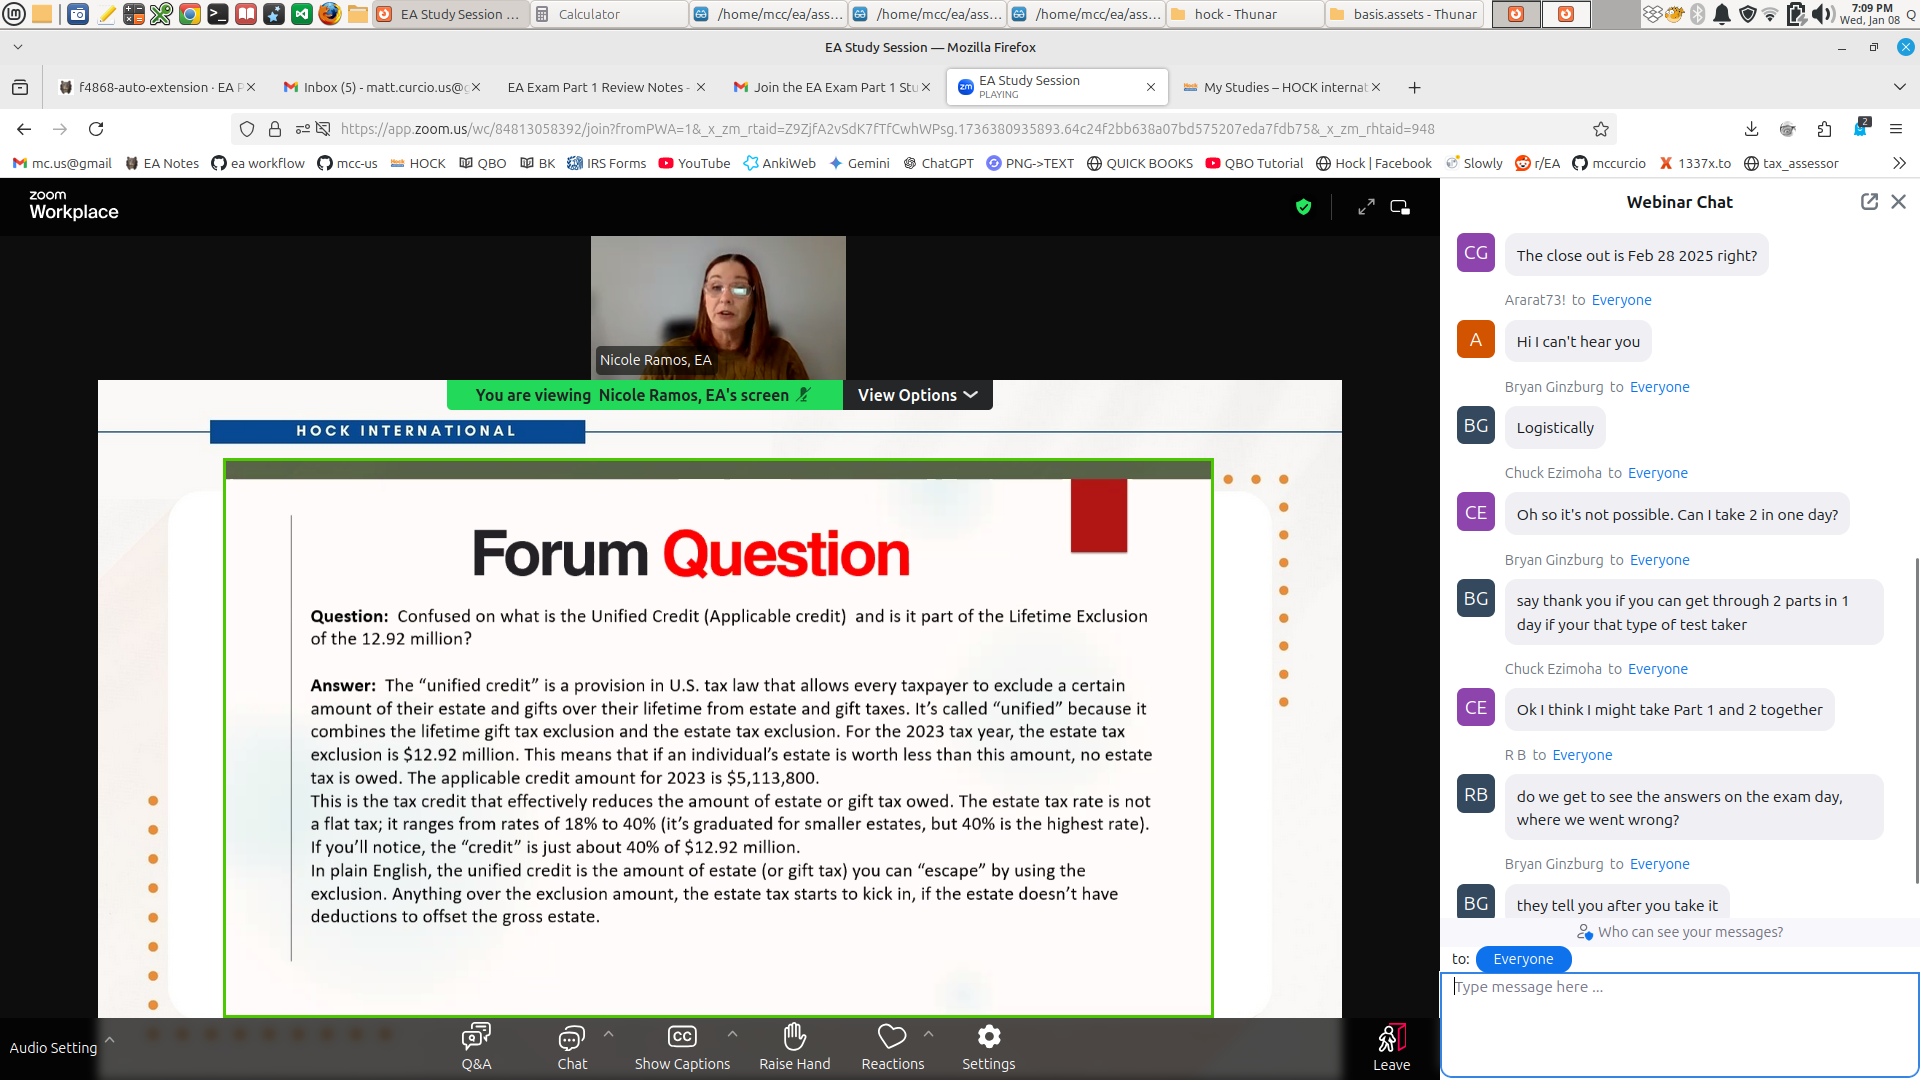 EA Study Session ...
Calculator
/home/mcc/ea/ass...
/home/mcc/ea/ass...
/home/mcc/ea/ass...
hock - Thunar
basis.assets - Thunar
7:09 PM
Wed, Jan 08
EA Study Session — Mozilla Firefox
f4868-auto-extension · EA P
Inbox (5) - matt.curcio.us@g
EA Exam Part 1 Review Notes -
Join the EA Exam Part 1 Stu
EA Study Session
PLAYING
My Studies – HOCK internat
https://app.zoom.us/wc/84813058392/join?fromPWA=1&_x_zm_rtaid=Z9ZjfA2vSdK7fTfCwhWPsg.1736380935893.64c24f2bb638a07bd575207eda7fdb75&_x_zm_rhtaid=948
2
mc.us@gmail
EA Notes
ea workflow
mcc-us
HOCK
QBO
BK
IRS Forms
YouTube
AnkiWeb
Gemini
ChatGPT
PNG->TEXT
QUICK BOOKS
QBO Tutorial
Hock | Facebook
Slowly
r/EA
mccurcio
1337x.to
tax_assessor
zoom
Workplace
Nicole Ramos, EA
You are viewing Nicole Ramos, EA's screen
View Options
HOCK INTERNATIONAL
Forum Question
Question: Confused on what is the Unified Credit (Applicable credit) and is it part of the Lifetime Exclusion
of the 12.92 million?
Answer: The “unified credit” is a provision in U.S. tax law that allows every taxpayer to exclude a certain
amount of their estate and gifts over their lifetime from estate and gift taxes. It’s called “unified” because it
combines the lifetime gift tax exclusion and the estate tax exclusion. For the 2023 tax year, the estate tax
exclusion is $12.92 million. This means that if an individual’s estate is worth less than this amount, no estate
tax is owed. The applicable credit amount for 2023 is $5,113,800.
This is the tax credit that effectively reduces the amount of estate or gift tax owed. The estate tax rate is not
a flat tax; it ranges from rates of 18% to 40% (it’s graduated for smaller estates, but 40% is the highest rate).
If you’ll notice, the “credit” is just about 40% of $12.92 million.
In plain English, the unified credit is the amount of estate (or gift tax) you can “escape” by using the
exclusion. Anything over the exclusion amount, the estate tax starts to kick in, if the estate doesn’t have
deductions to offset the gross estate.
Audio Setting
Q&A
Chat
Show Captions
Raise Hand
Reactions
Settings
Leave
Webinar Chat
CG
The close out is Feb 28 2025 right?
Ararat73! to Everyone
A
Hi I can't hear you
Bryan Ginzburg to Everyone
BG
Logistically
Chuck Ezimoha to Everyone
CE
Oh so it's not possible. Can I take 2 in one day?
Bryan Ginzburg to Everyone
BG
say thank you if you can get through 2 parts in 1
day if your that type of test taker
Chuck Ezimoha to Everyone
CE
Ok I think I might take Part 1 and 2 together
R B to Everyone
RB
do we get to see the answers on the exam day,
where we went wrong?
Bryan Ginzburg to Everyone
BG
they tell you after you take it
Who can see your messages?
to: Everyone
Type message here ...